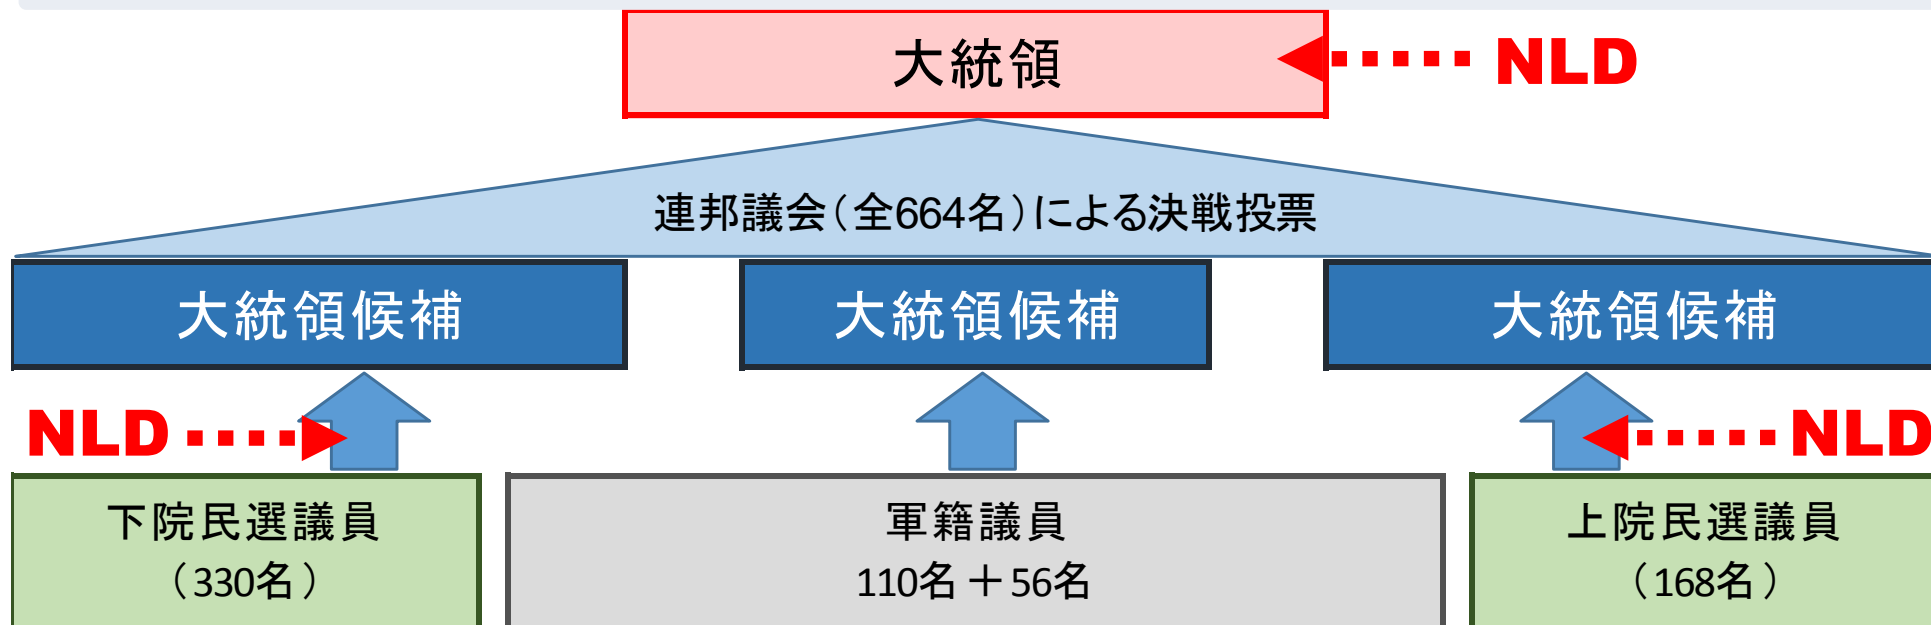 大統領
NLD
連邦議会（全664名）による決戦投票
大統領候補
大統領候補
大統領候補
NLD
NLD
下院民選議員
（330名）
軍籍議員
110名＋56名
上院民選議員
（168名）